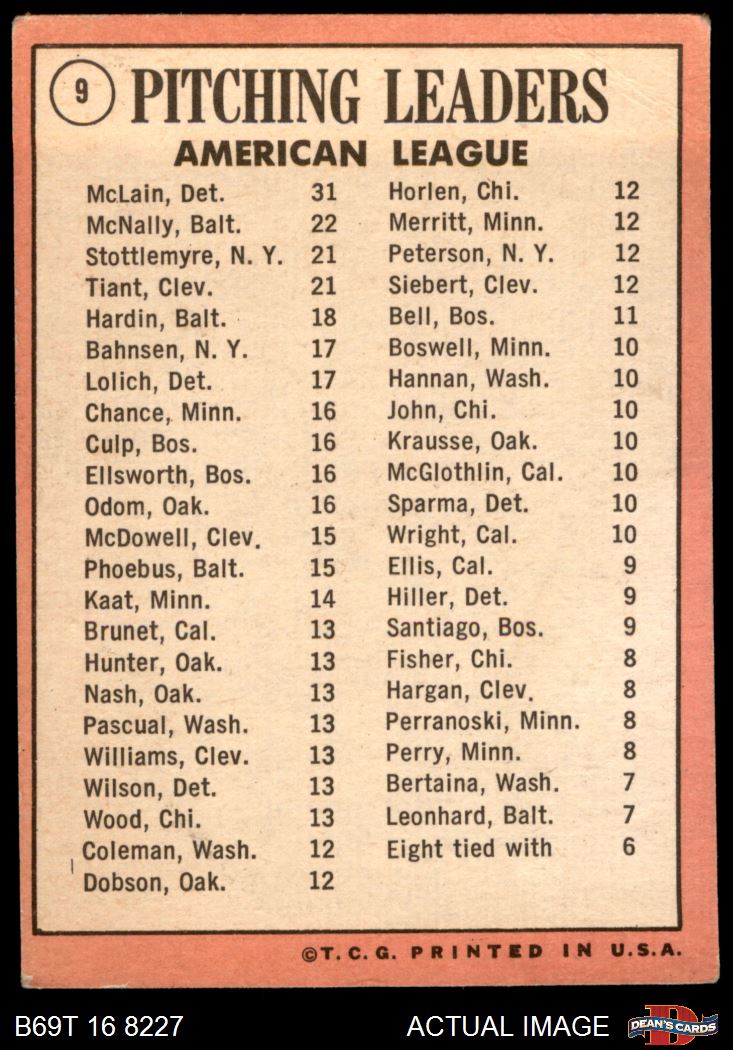 9 PITCHING LEADERS
AMERICAN LEAGUE
McLain, Det. 31
McNally, Balt. 22
Stottlemyre, N. Y. 21
Tiant, Clev. 21
Hardin, Balt. 18
Bahnsen, N. Y. 17
Lolich, Det. 17
Chance, Minn. 16
Culp, Bos. 16
Ellsworth, Bos. 16
Odom, Oak. 16
McDowell, Clev. 15
Phoebus, Balt. 15
Kaat, Minn. 14
Brunet, Cal. 13
Hunter, Oak. 13
Nash, Oak. 13
Pascual, Wash. 13
Williams, Clev. 13
Wilson, Det. 13
Wood, Chi. 13
Coleman, Wash. 12
Dobson, Oak. 12
Horlen, Chi. 12
Merritt, Minn. 12
Peterson, N. Y. 12
Siebert, Clev. 12
Bell, Bos. 11
Boswell, Minn. 10
Hannan, Wash. 10
John, Chi. 10
Krausse, Oak. 10
McGlothlin, Cal. 10
Sparma, Det. 10
Wright, Cal. 10
Ellis, Cal. 9
Hiller, Det. 9
Santiago, Bos. 9
Fisher, Chi. 8
Hargan, Clev. 8
Perranoski, Minn. 8
Perry, Minn. 8
Bertaina, Wash. 7
Leonhard, Balt. 7
Eight tied with 6
©T.C.G. PRINTED IN U.S.A.
B69T 16 8227 ACTUAL IMAGE D DEAN'S CARDS